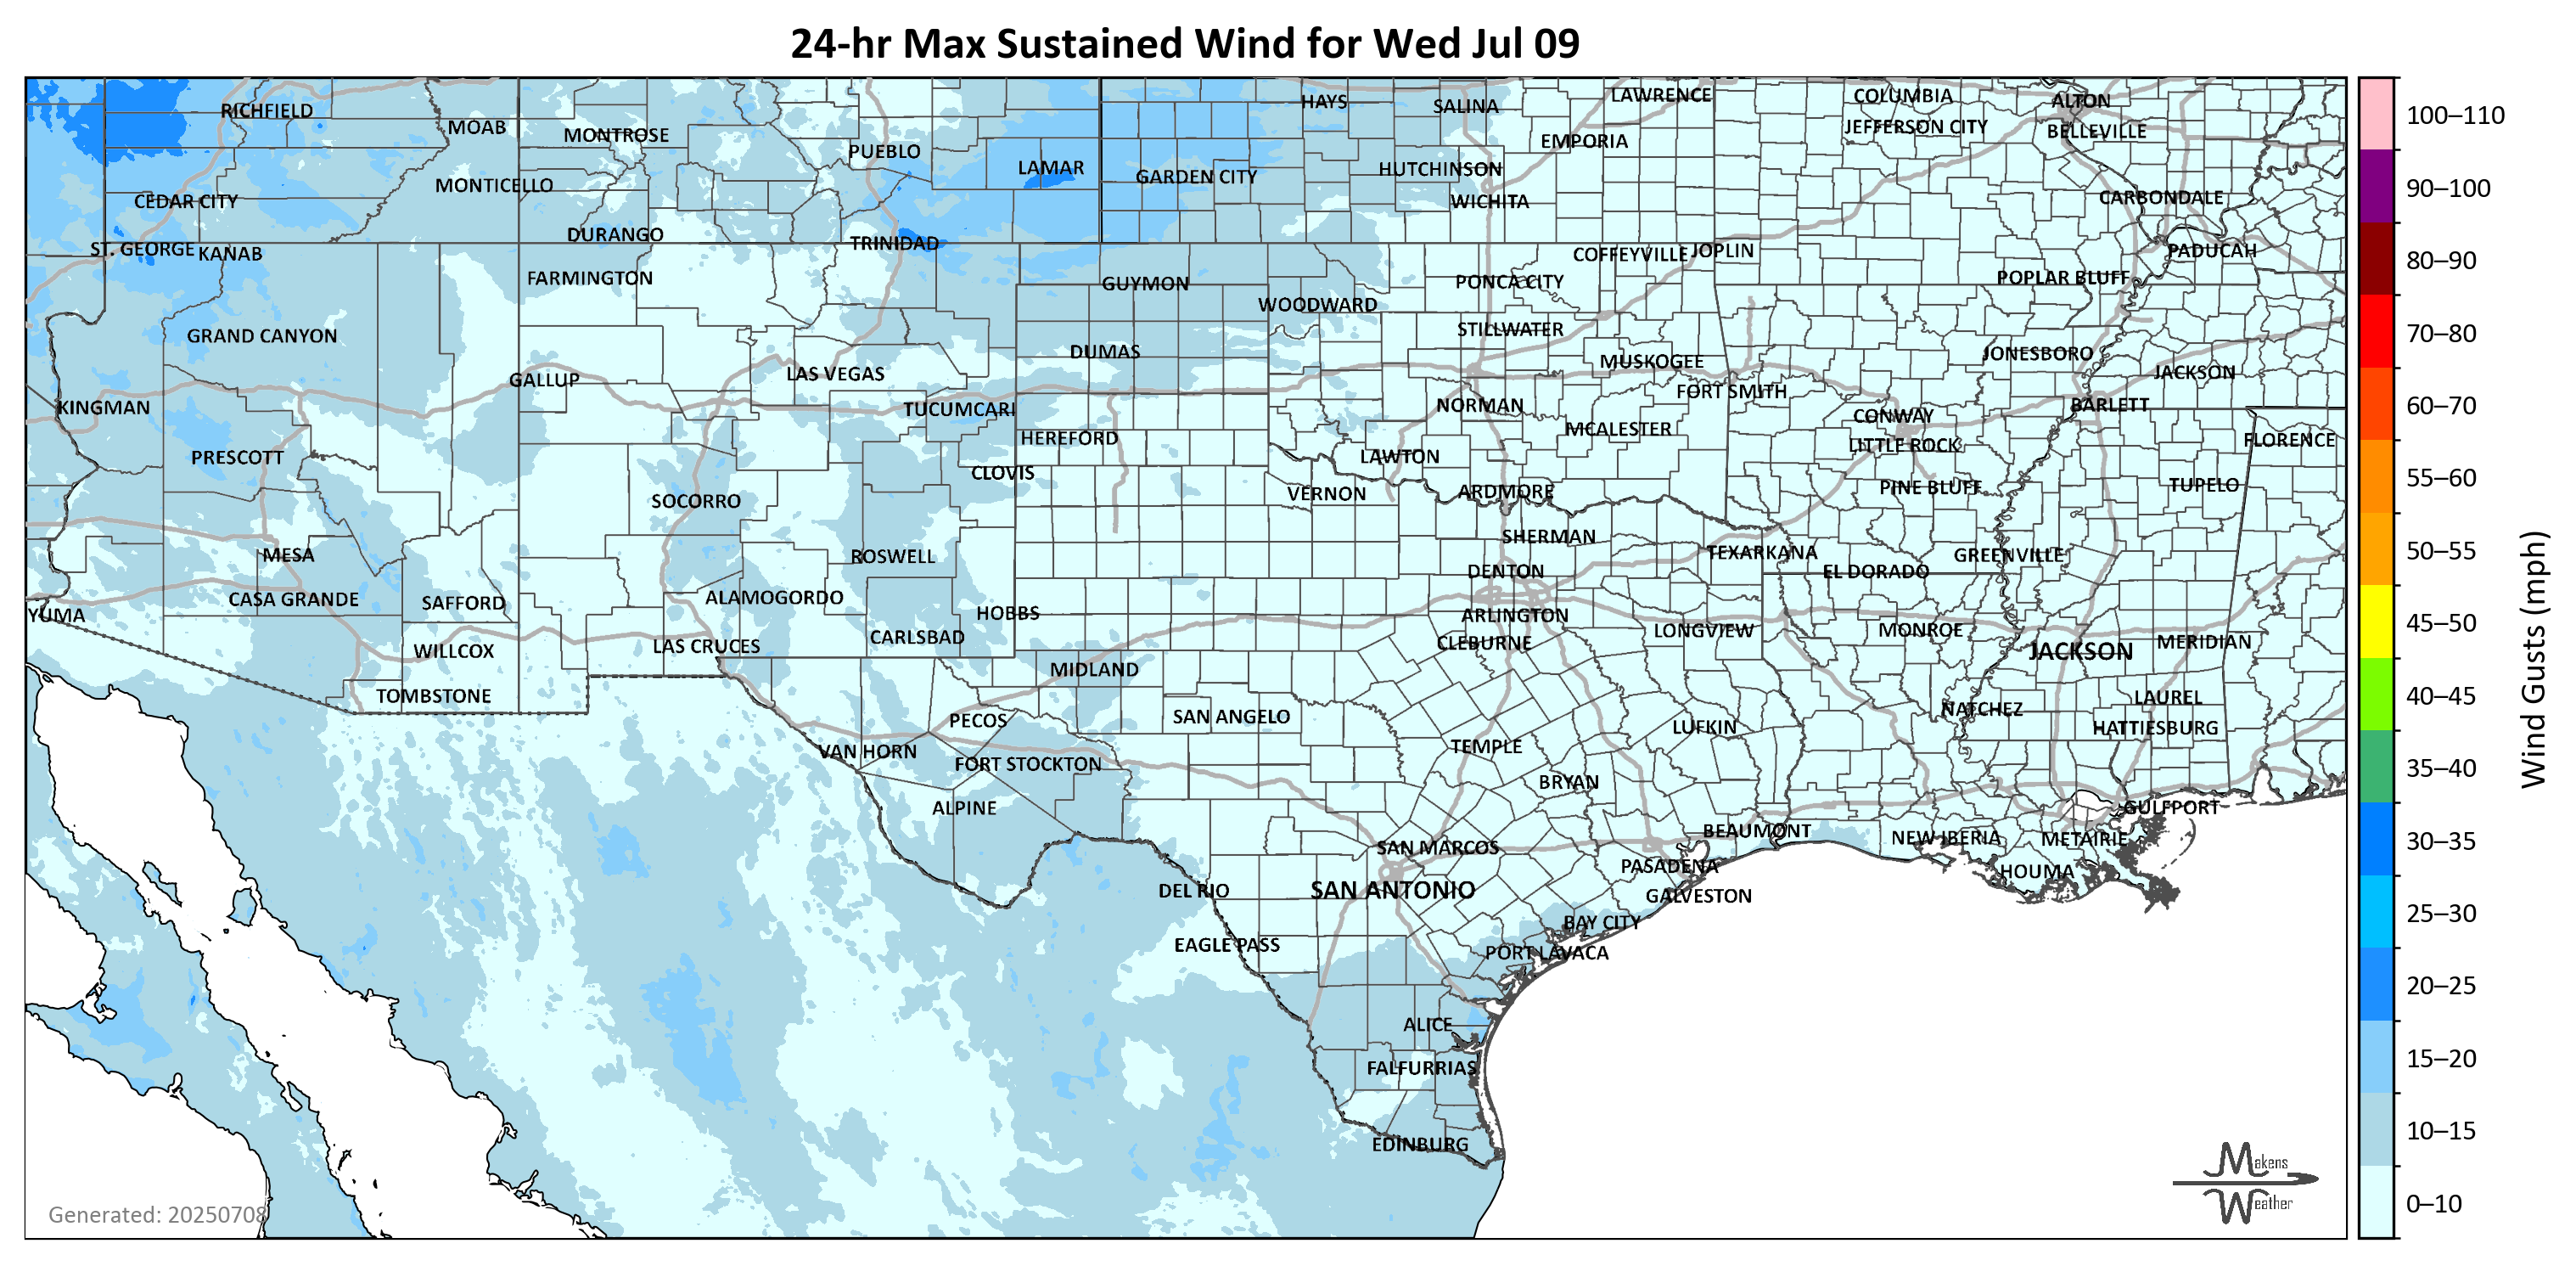 24-hr Max Sustained Wind for Wed Jul 09
RICHFIELD
MOAB
MONTROSE
PUEBLO
LAMAR
HAYS
SALINA
LAWRENCE
COLUMBIA
ALTON
EMPORIA
JEFFERSON CITY
BELLEVILLE
MONTICELLO
GARDEN CITY
HUTCHINSON
CEDAR CITY
WICHITA
CARBONDALE
ST. GEORGE
KANAB
DURANGO
TRINIDAD
COFFEYVILLE
JOPLIN
PADUCAH
FARMINGTON
GUYMON
PONCA CITY
POPLAR BLUFF
WOODWARD
GRAND CANYON
STILLWATER
DUMAS
MUSKOGEE
JONESBORO
GALLUP
LAS VEGAS
FORT SMITH
JACKSON
KINGMAN
TUCUMCARI
NORMAN
CONWAY
BARLETT
HEREFORD
MCALESTER
LITTLE ROCK
FLORENCE
PRESCOTT
CLOVIS
LAWTON
SOCORRO
VERNON
ARDMORE
PINE BLUFF
TUPELO
MESA
ROSWELL
SHERMAN
TEXARKANA
GREENVILLE
DENTON
EL DORADO
CASA GRANDE
SAFFORD
ALAMOGORDO
HOBBS
YUMA
ARLINGTON
CARLSBAD
CLEBURNE
LONGVIEW
MONROE
WILLCOX
LAS CRUCES
JACKSON
MERIDIAN
MIDLAND
TOMBSTONE
LAUREL
PECOS
SAN ANGELO
NATCHEZ
LUFKIN
HATTIESBURG
VAN HORN
FORT STOCKTON
TEMPLE
BRYAN
ALPINE
GULFPORT
BEAUMONT
NEW IBERIA
METAIRIE
SAN MARCOS
PASADENA
HOUMA
DEL RIO
SAN ANTONIO
GALVESTON
BAY CITY
EAGLE PASS
PORT LAVACA
ALICE
FALFURRIAS
EDINBURG
Generated: 20250708
Makens
Weather
100–110
90–100
80–90
70–80
60–70
55–60
50–55
45–50
40–45
35–40
30–35
25–30
20–25
15–20
10–15
0–10
Wind Gusts (mph)